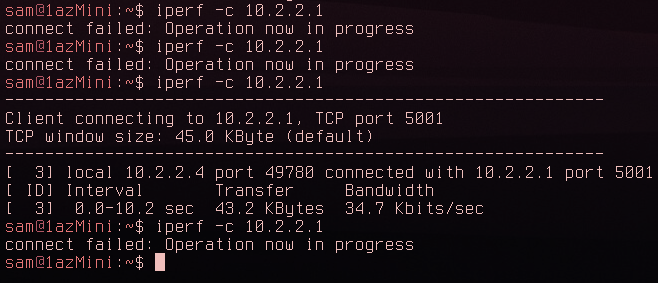 sam@1azMini:~$ iperf -c 10.2.2.1
connect failed: Operation now in progress
sam@1azMini:~$ iperf -c 10.2.2.1
connect failed: Operation now in progress
sam@1azMini:~$ iperf -c 10.2.2.1
------------------------------------------------------------
Client connecting to 10.2.2.1, TCP port 5001
TCP window size: 45.0 KByte (default)
------------------------------------------------------------
[  3] local 10.2.2.4 port 49780 connected with 10.2.2.1 port 5001
[ ID] Interval       Transfer     Bandwidth
[  3]  0.0-10.2 sec  43.2 KBytes  34.7 Kbits/sec
sam@1azMini:~$ iperf -c 10.2.2.1
connect failed: Operation now in progress
sam@1azMini:~$